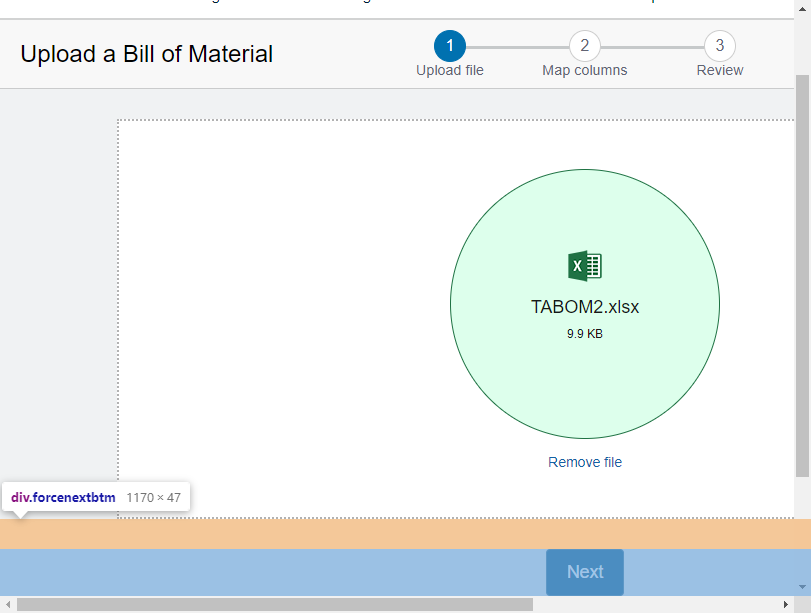 Upload a Bill of Material
1
2
3
Upload file
Map columns
Review
X
TABOM2.xlsx
9.9 KB
Remove file
div.forcenextbtm 1170 × 47
Next